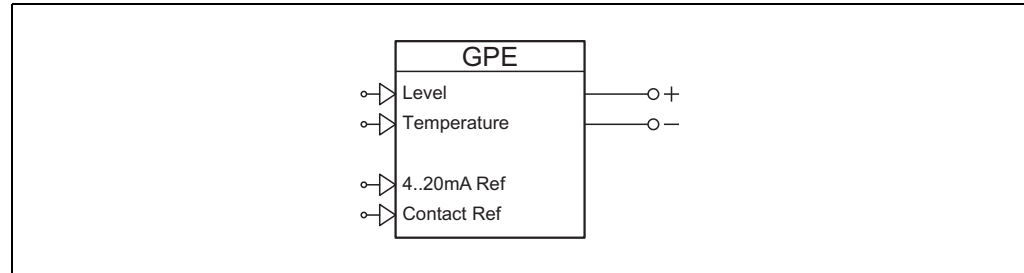 GPE
Level
+
Temperature
−
4..20mA Ref
Contact Ref